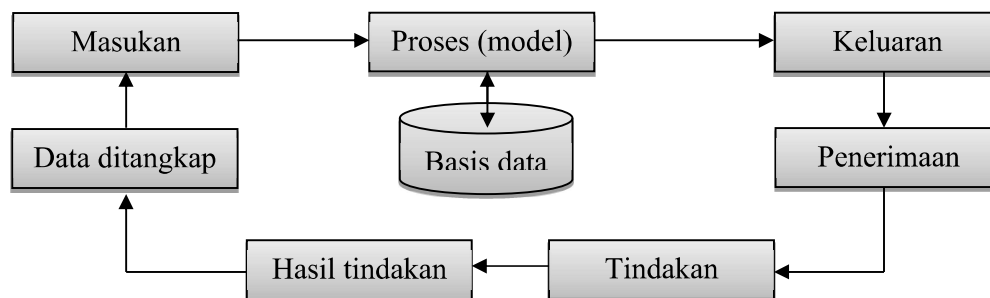 Masukan
Proses (model)
Keluaran
Data ditangkap
Basis data
Penerimaan
Hasil tindakan
Tindakan